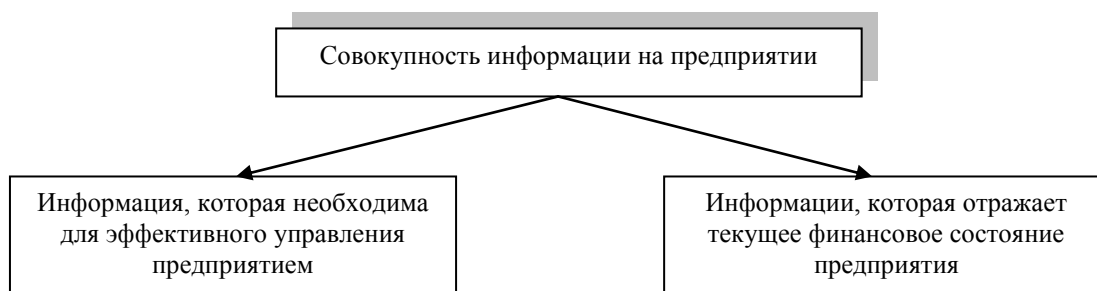 Совокупность информации на предприятии
Информация, которая необходима
для эффективного управления
предприятием
Информации, которая отражает
текущее финансовое состояние
предприятия